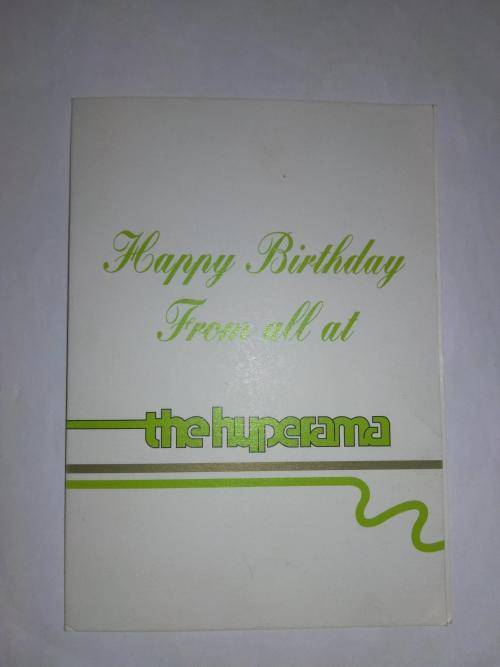 Happy Birthday
From all at
the hyperama